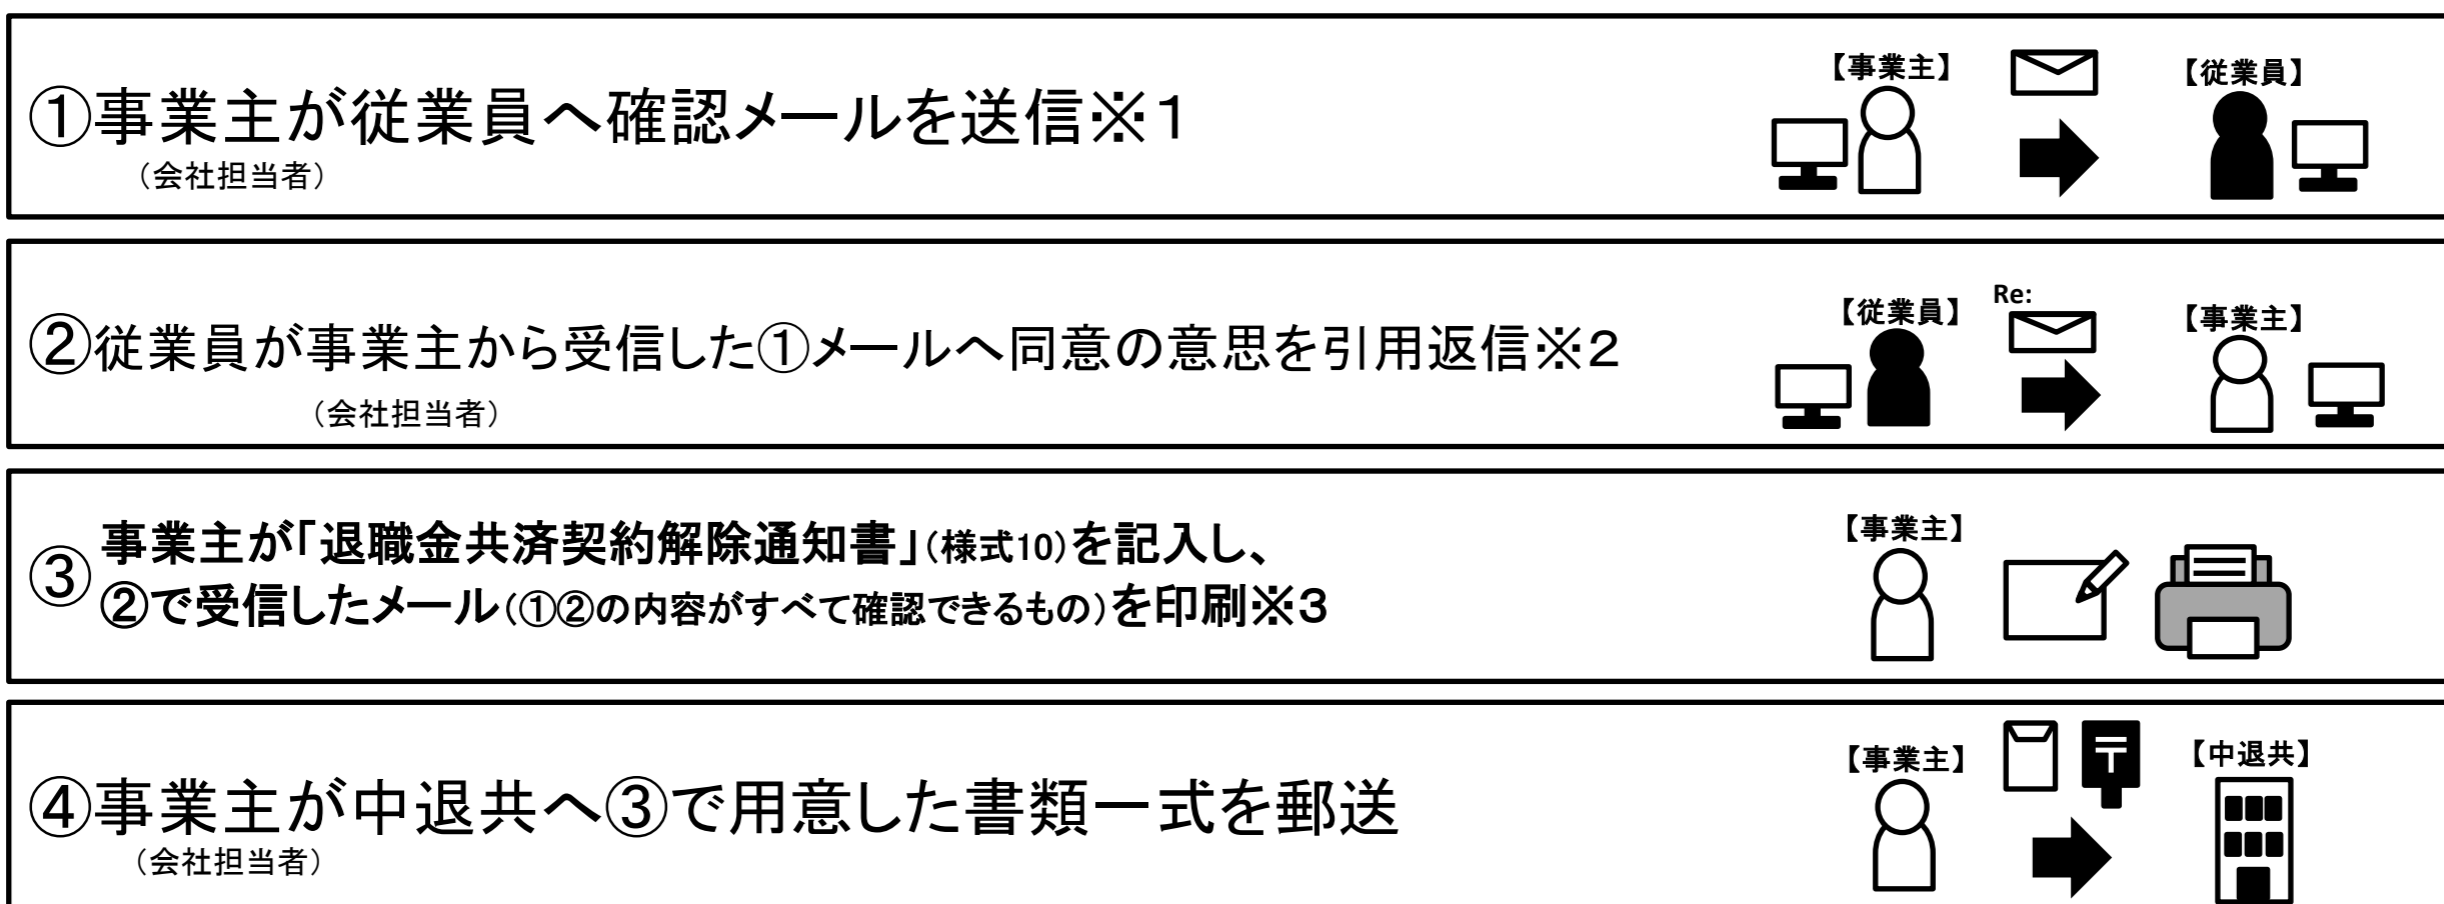 ①事業主が従業員へ確認メールを送信※1
(会社担当者)
【事業主】
【従業員】
②従業員が事業主から受信した①メールへ同意の意思を引用返信※2
(会社担当者)
【従業員】
Re:
【事業主】
③事業主が「退職金共済契約解除通知書」(様式10)を記入し、
②で受信したメール(①②の内容がすべて確認できるもの)を印刷※3
【事業主】
④事業主が中退共へ③で用意した書類一式を郵送
(会社担当者)
【事業主】
〒
【中退共】